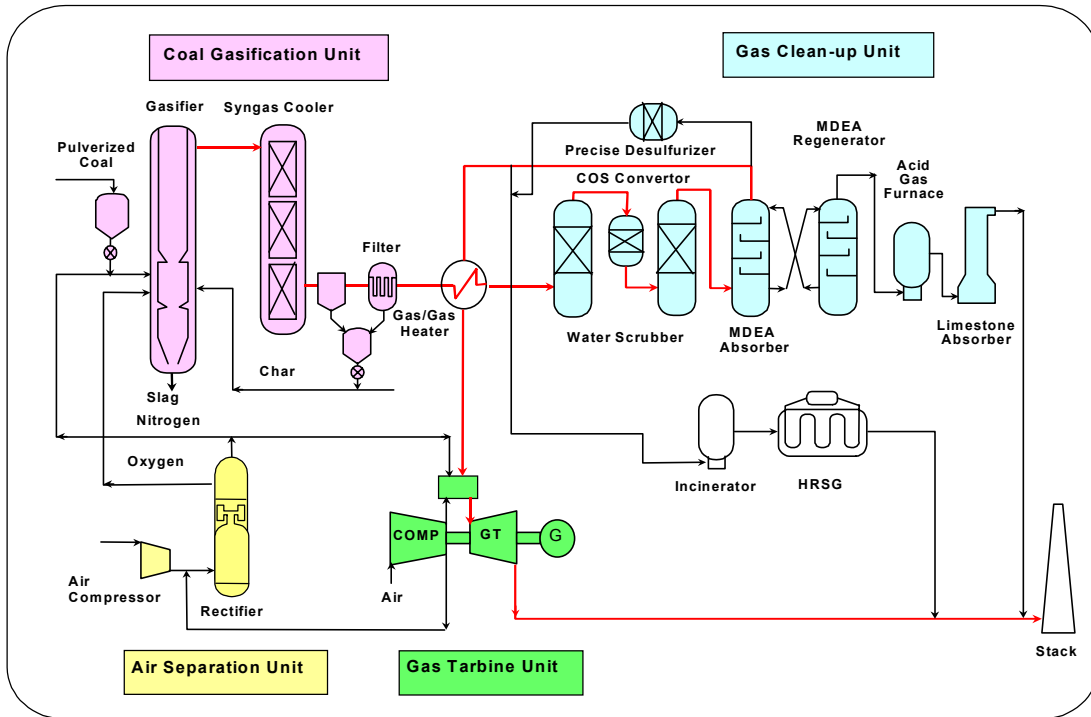 Coal Gasification Unit
Gas Clean-up Unit
Gasifier
Syngas Cooler
Pulverized
Coal
Precise Desulfurizer
MDEA
Regenerator
COS Convertor
Acid
Gas
Furnace
Filter
Gas/Gas
Heater
Water Scrubber
MDEA
Absorber
Limestone
Absorber
Char
Slag
Nitrogen
Oxygen
Incinerator
HRSG
COMP
GT
G
Air
Air
Compressor
Rectifier
Stack
Air Separation Unit
Gas Tarbine Unit